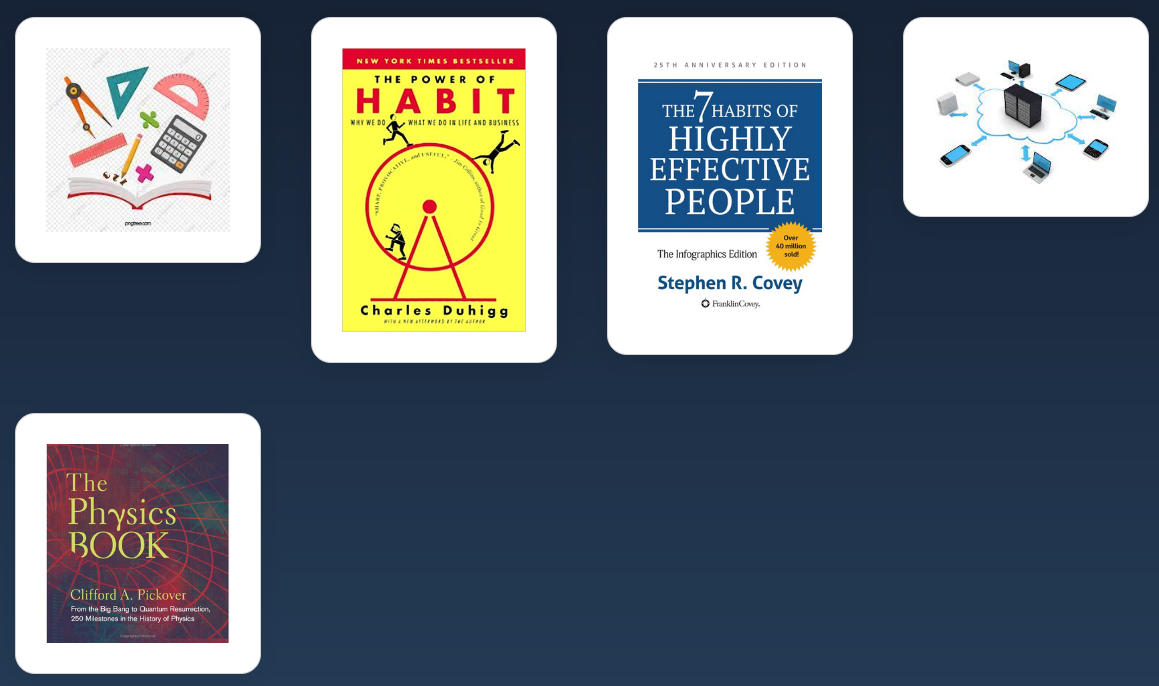 pngtree.com
NEW YORK TIMES BESTSELLER
THE POWER OF
HABIT
WHY WE DO WHAT WE DO IN LIFE AND BUSINESS
"SHARP, PROVOCATIVE, and USEFUL." —Jim Collins, author of Good to Great
Charles Duhigg
WITH A NEW AFTERWORD BY THE AUTHOR
25TH ANNIVERSARY EDITION
THE 7 HABITS OF
HIGHLY
EFFECTIVE
PEOPLE
Over
40 million
sold!
The Infographics Edition
Stephen R. Covey
FranklinCovey.
The
Physics
BOOK
Clifford A. Pickover
From the Big Bang to Quantum Resurrection,
250 Milestones in the History of Physics